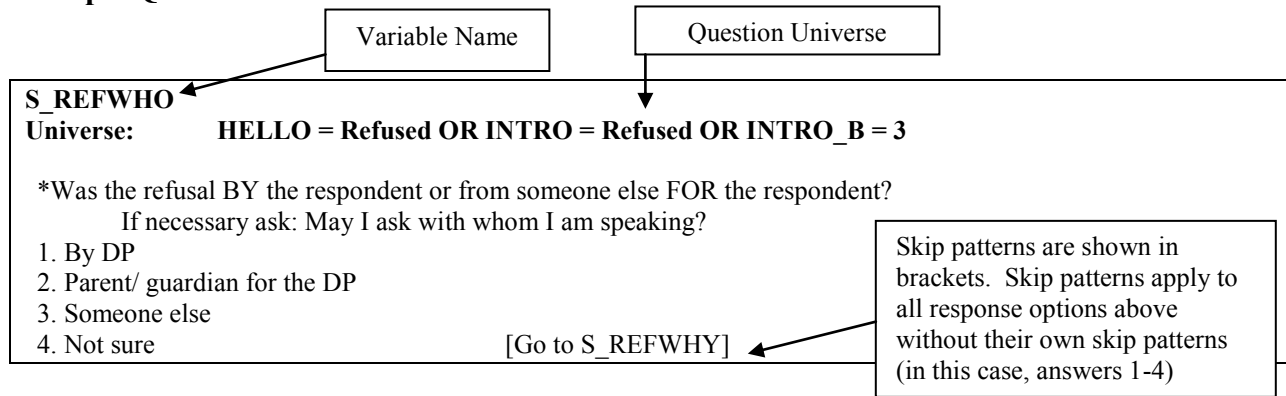 Variable Name
Question Universe
S_REFWHO
Universe: HELLO = Refused OR INTRO = Refused OR INTRO_B = 3
*Was the refusal BY the respondent or from someone else FOR the respondent?
If necessary ask: May I ask with whom I am speaking?
1. By DP
2. Parent/ guardian for the DP
3. Someone else
4. Not sure [Go to S_REFWHY]
Skip patterns are shown in
brackets. Skip patterns apply to
all response options above
without their own skip patterns
(in this case, answers 1-4)